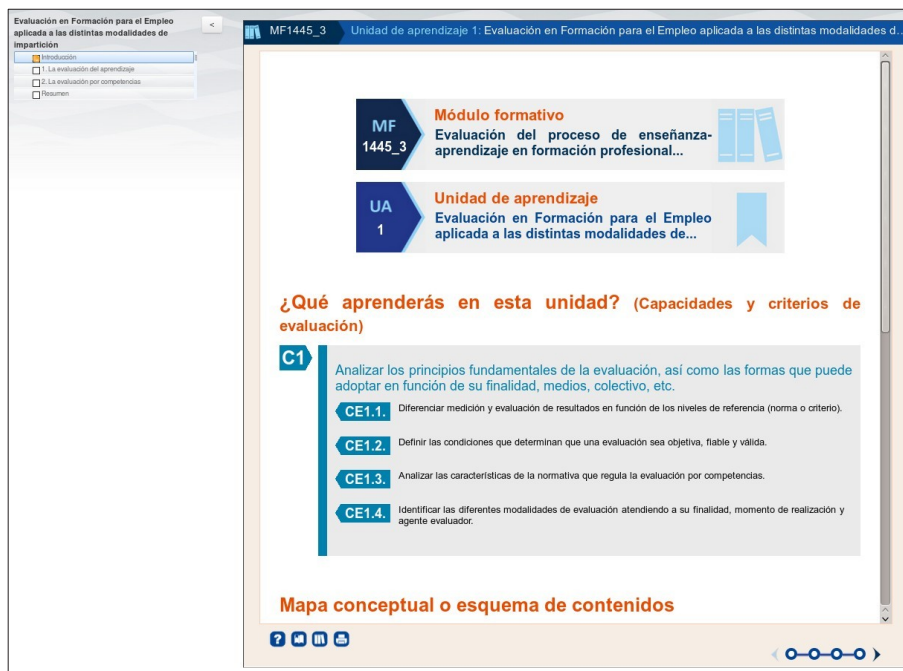 Evaluación en Formación para el Empleo
aplicada a las distintas modalidades de
impartición
<
Introducción
1. La evaluación del aprendizaje
2. La evaluación por competencias
Resumen
MF1445_3 Unidad de aprendizaje 1: Evaluación en Formación para el Empleo aplicada a las distintas modalidades d...
MF
1445_3
Módulo formativo
Evaluación del proceso de enseñanza-
aprendizaje en formación profesional...
UA
1
Unidad de aprendizaje
Evaluación en Formación para el Empleo
aplicada a las distintas modalidades de...
¿Qué aprenderás en esta unidad? (Capacidades y criterios de
evaluación)
C1
Analizar los principios fundamentales de la evaluación, así como las formas que puede
adoptar en función de su finalidad, medios, colectivo, etc.
CE1.1. Diferenciar medición y evaluación de resultados en función de los niveles de referencia (norma o criterio).
CE1.2. Definir las condiciones que determinan que una evaluación sea objetiva, fiable y válida.
CE1.3. Analizar las características de la normativa que regula la evaluación por competencias.
CE1.4. Identificar las diferentes modalidades de evaluación atendiendo a su finalidad, momento de realización y
agente evaluador.
Mapa conceptual o esquema de contenidos
?